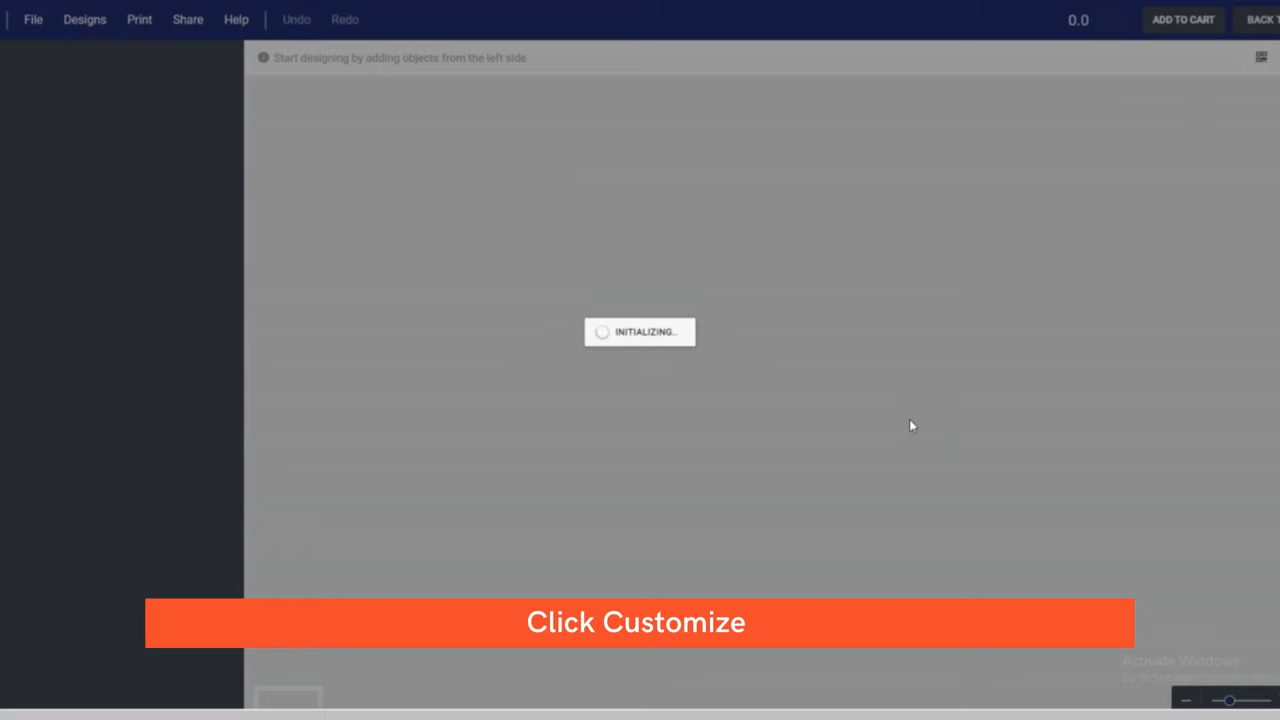 File Designs Print Share Help Undo Redo 0.0 ADD TO CART BACK T
Start designing by adding objects from the left side
INITIALIZING...
Click Customize
Activate Windows